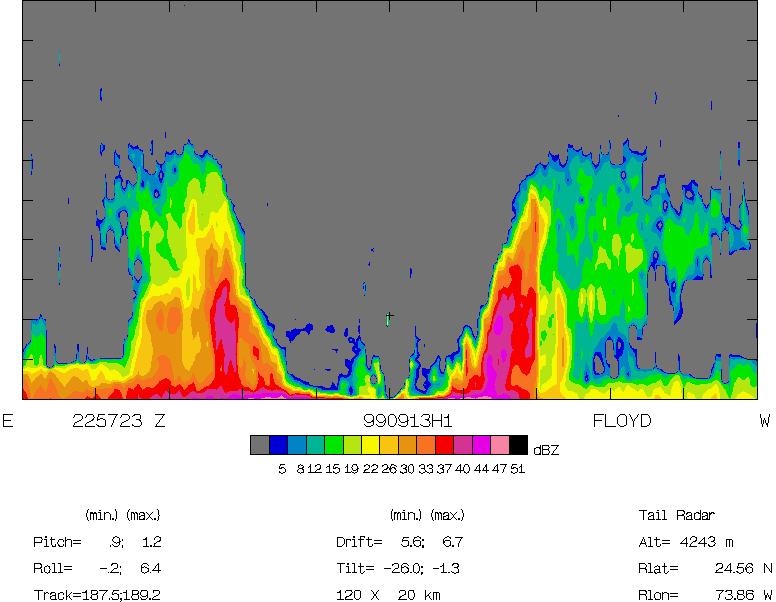 E 225723 Z 990913H1 FLOYD W
dBZ
5 8 12 15 19 22 26 30 33 37 40 44 47 51
(min.) (max.) (min.) (max.) Tail Radar
Pitch= .9; 1.2 Drift= 5.6; 6.7 Alt= 4243 m
Roll= -.2; 6.4 Tilt= -26.0; -1.3 Rlat= 24.56 N
Track=187.5;189.2 120 X 20 km Rlon= 73.86 W